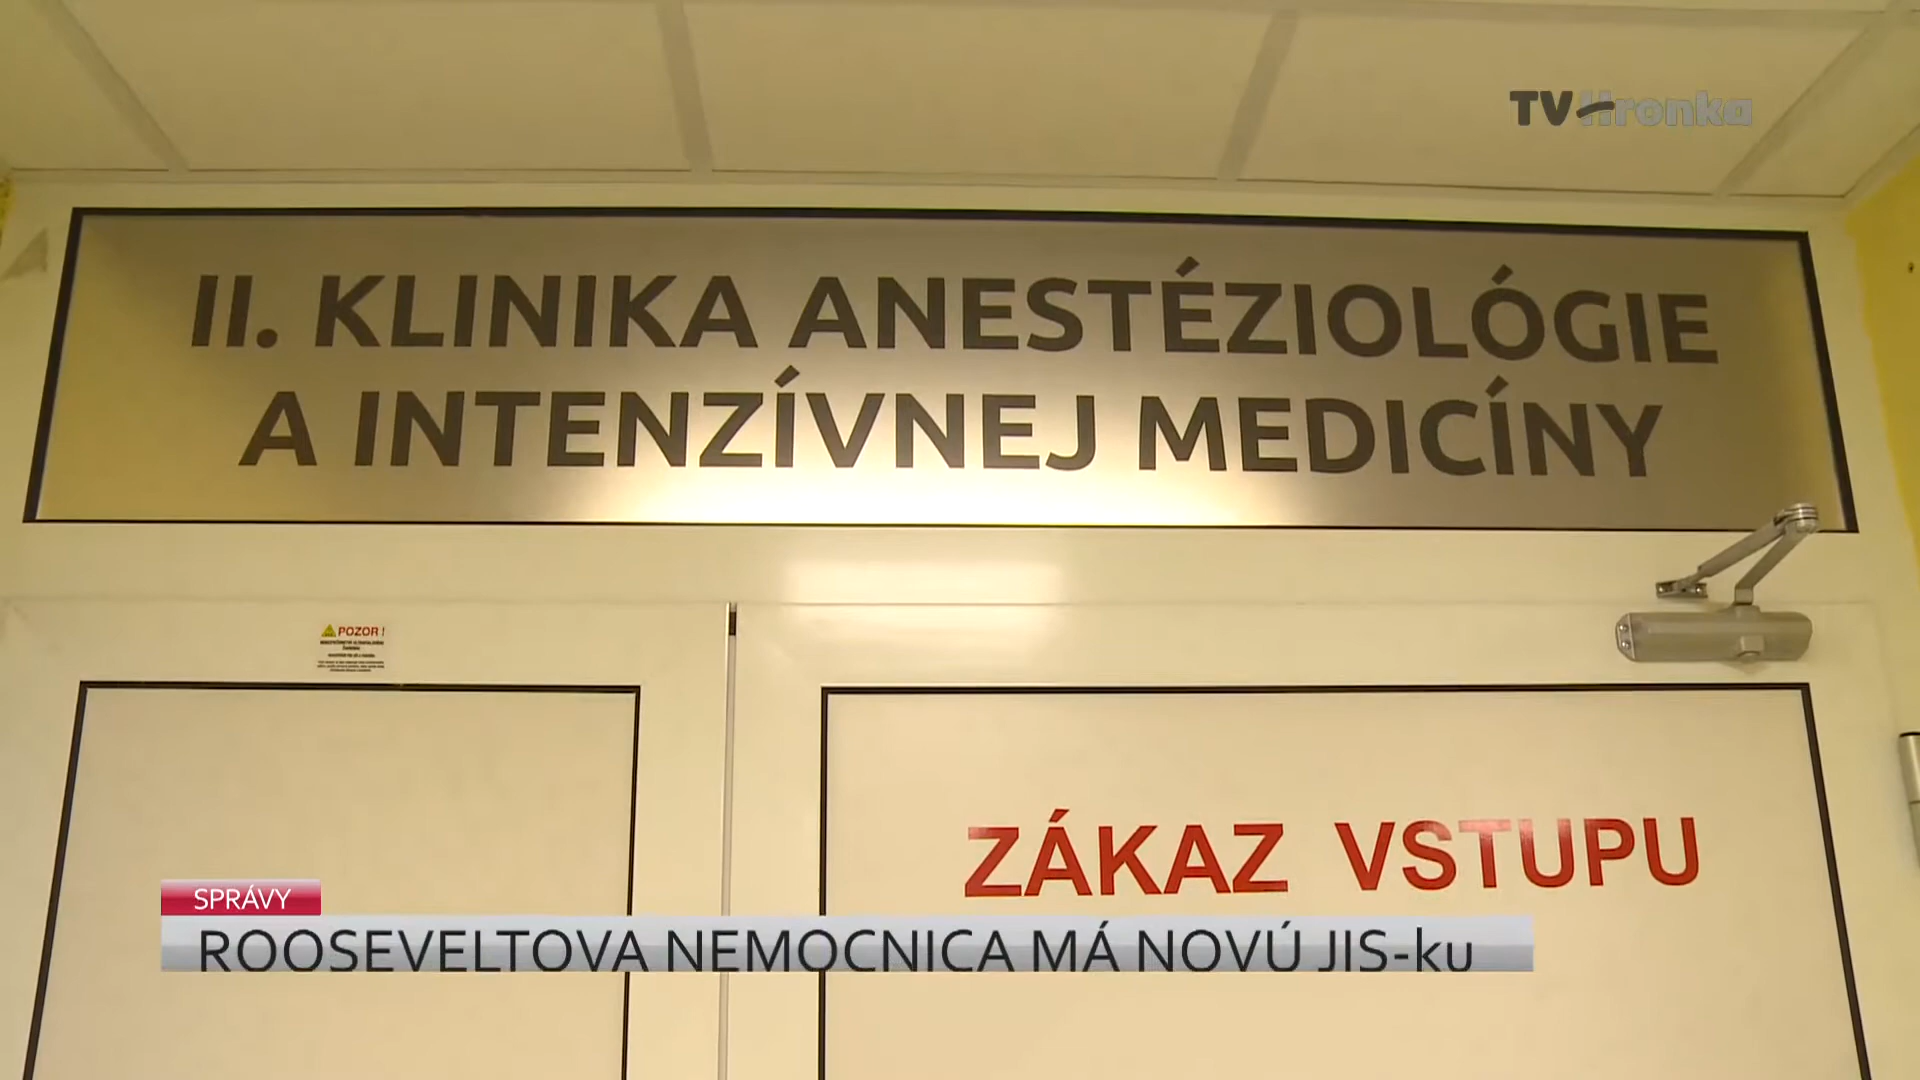 TV Hronka
II. KLINIKA ANESTÉZIOLÓGIE
A INTENZÍVNEJ MEDICÍNY
POZOR !
ZÁKAZ VSTUPU
SPRÁVY
ROOSEVELTOVA NEMOCNICA MÁ NOVÚ JIS-ku